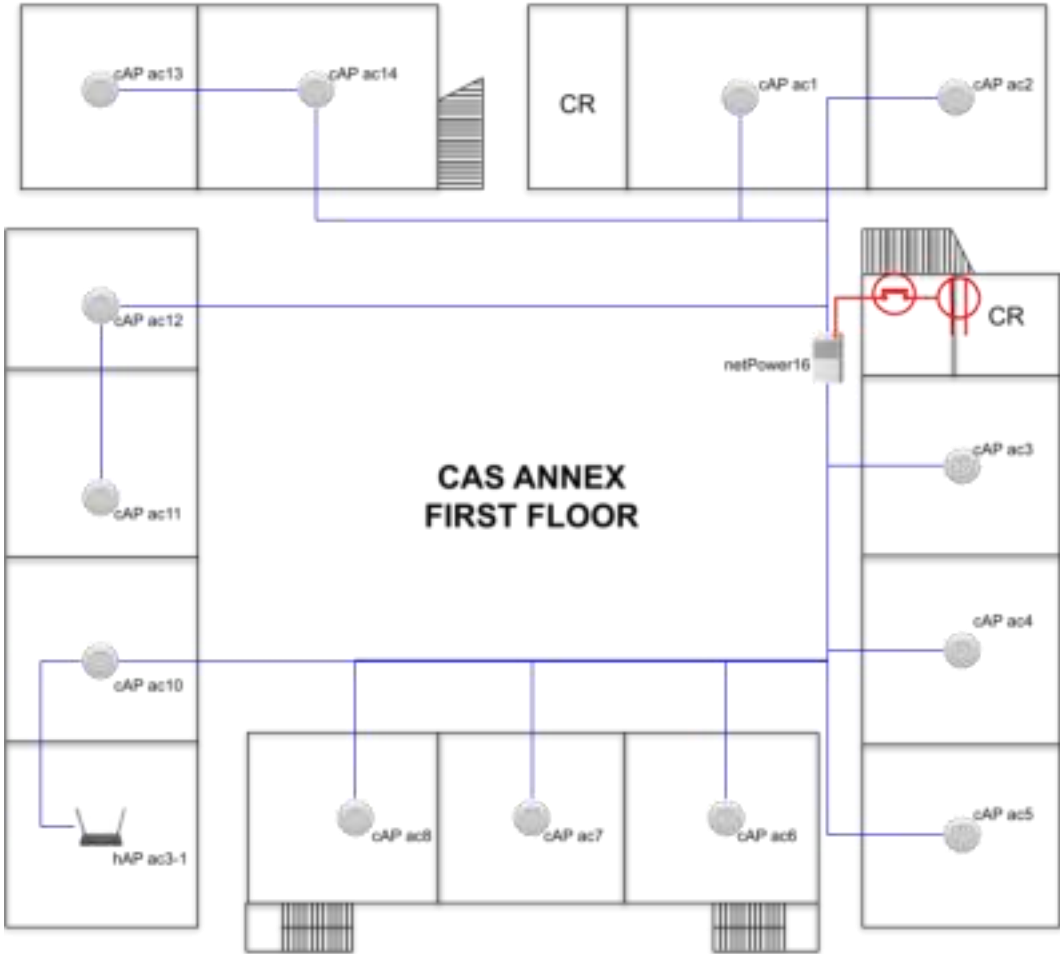 cAP ac13
cAP ac14
CR
cAP ac1
cAP ac2
cAP ac12
CR
netPower16
cAP ac3
CAS ANNEX
FIRST FLOOR
cAP ac11
cAP ac4
cAP ac10
cAP ac5
cAP ac8
cAP ac7
cAP ac6
hAP ac3-1